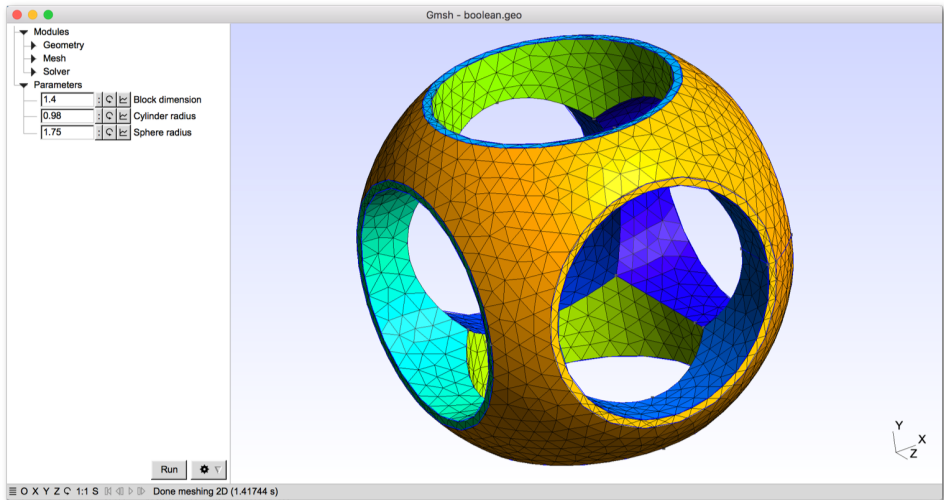 Gmsh - boolean.geo
Modules
Geometry
Mesh
Solver
Parameters
1.4 Block dimension
0.98 Cylinder radius
1.75 Sphere radius
Y
X
Z
Run
O X Y Z 1:1 S Done meshing 2D (1.41744 s)